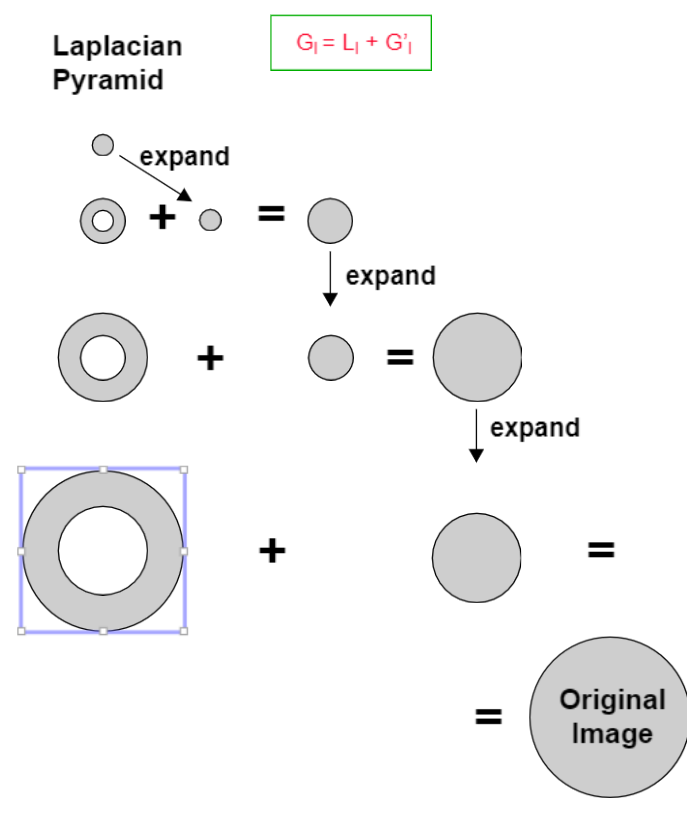 Laplacian
Pyramid
Gₗ = Lₗ + G’ₗ
expand
+ =
expand
+ =
expand
+ =
=
Original
Image